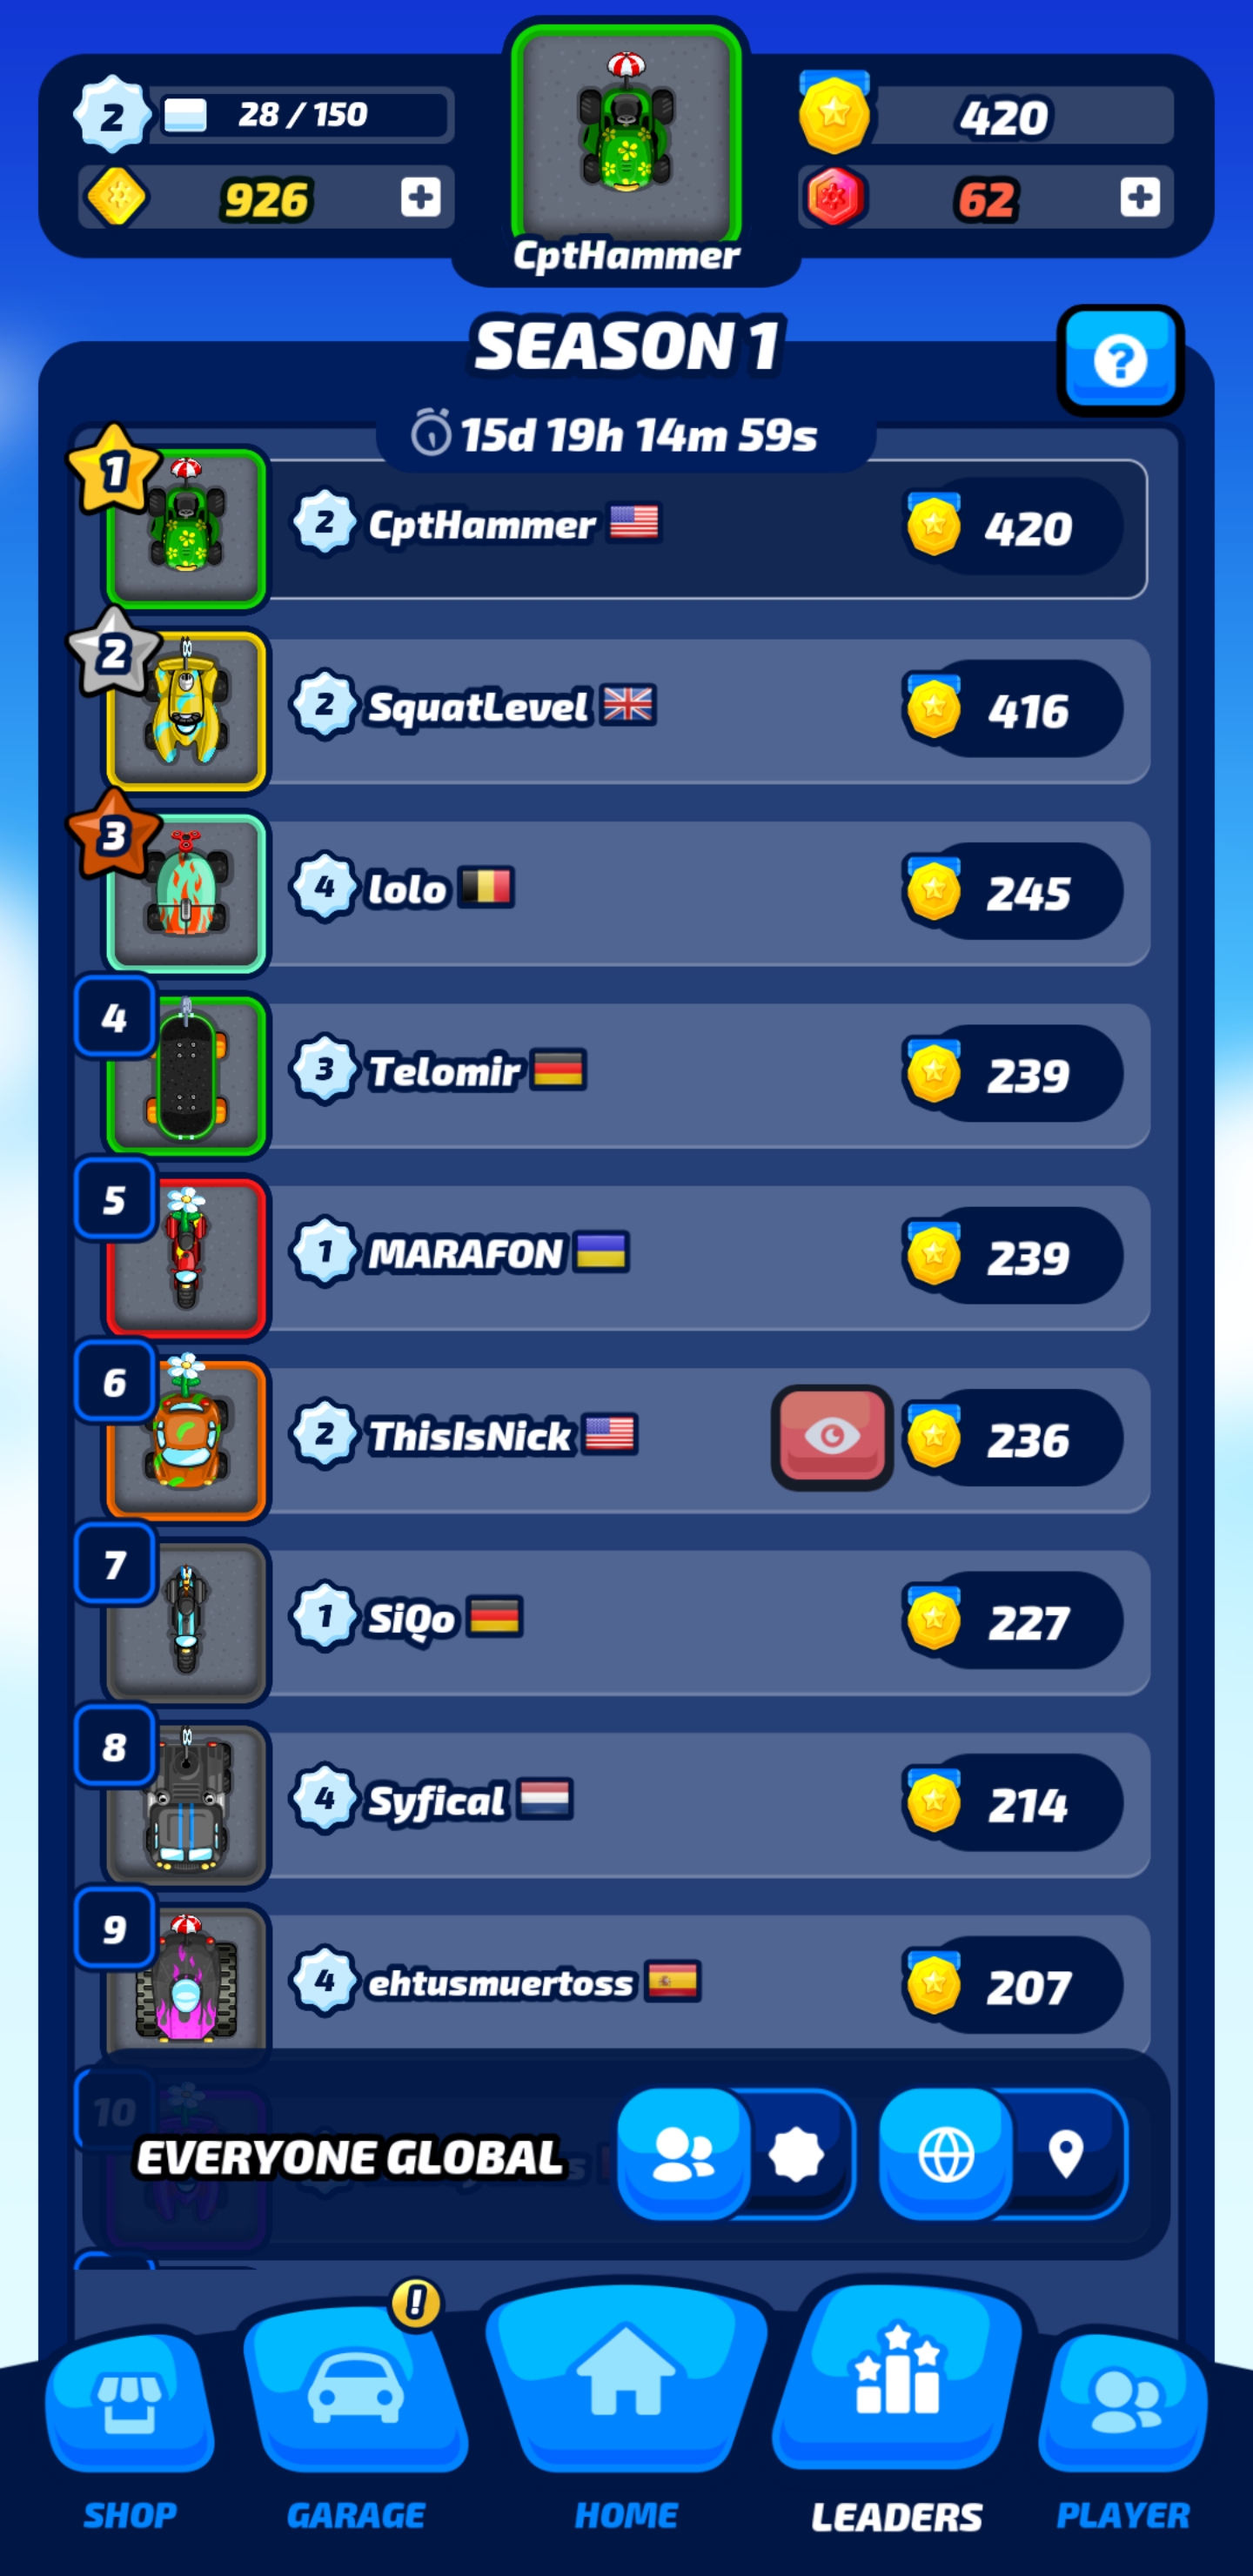 2 28 / 150 420
926 62
CptHammer
SEASON 1
15d 19h 14m 59s
1 2 CptHammer 420
2 2 SquatLevel 416
3 4 lolo 245
4 3 Telomir 239
5 1 MARAFON 239
6 2 ThisIsNick 236
7 1 SiQo 227
8 4 Syfical 214
9 4 ehtusmuertoss 207
10
EVERYONE GLOBAL
SHOP GARAGE HOME LEADERS PLAYER